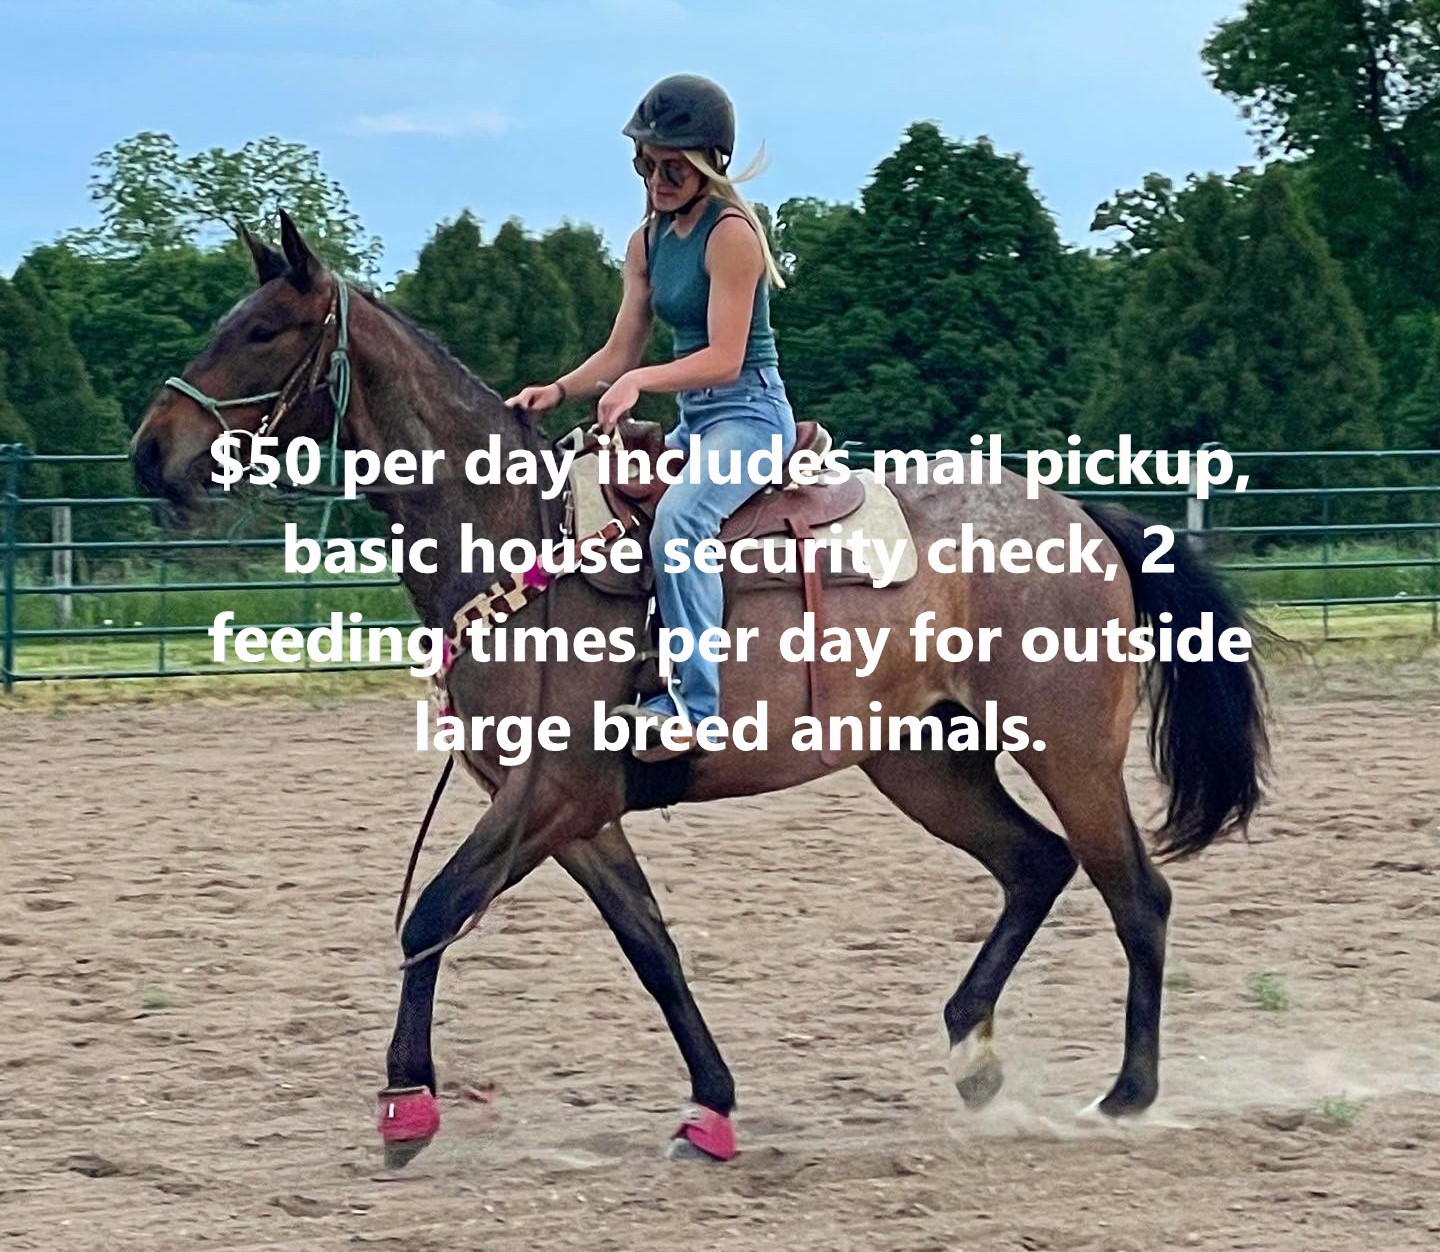 $50 per day includes mail pickup,
basic house security check, 2
feeding times per day for outside
large breed animals.